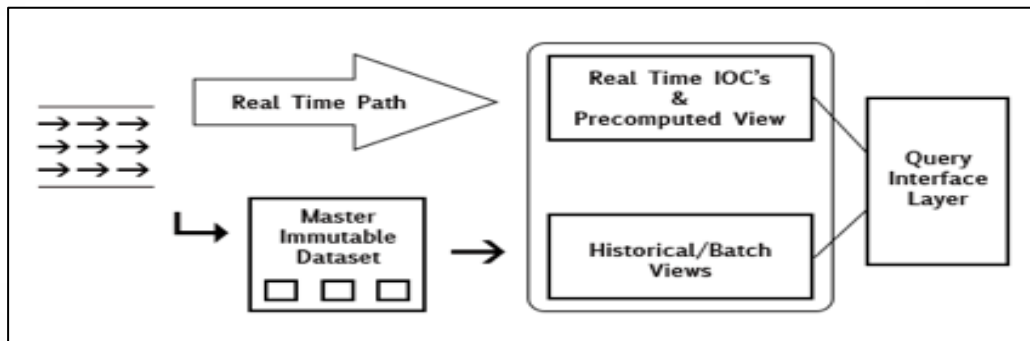 Real Time Path
Real Time IOC's
&
Precomputed View
Query
Interface
Layer
Master
Immutable
Dataset
Historical/Batch
Views